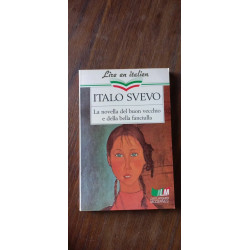 Lire en italien
ITALO SVEVO
La novella del buon vecchio
e della bella fanciulla